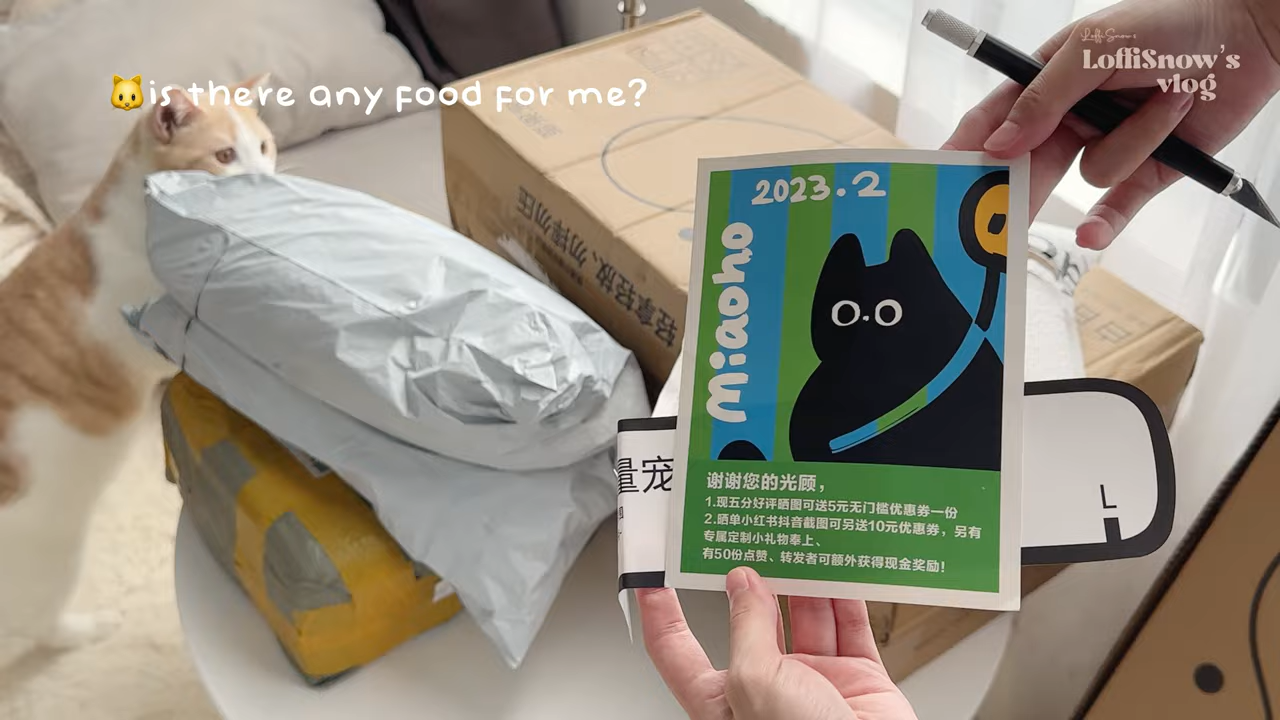 🐱is there any food for me?
Loffi Snow's
LoffiSnow's
vlog
轻拿轻放、勿摔勿压
2023.2
Miaoho
谢谢您的光顾，
1.现五分好评晒图可送5元无门槛优惠券一份
2.晒单小红书抖音截图可另送10元优惠券，另有
专属定制小礼物奉上、
有50份点赞、转发者可额外获得现金奖励！
量宠
L